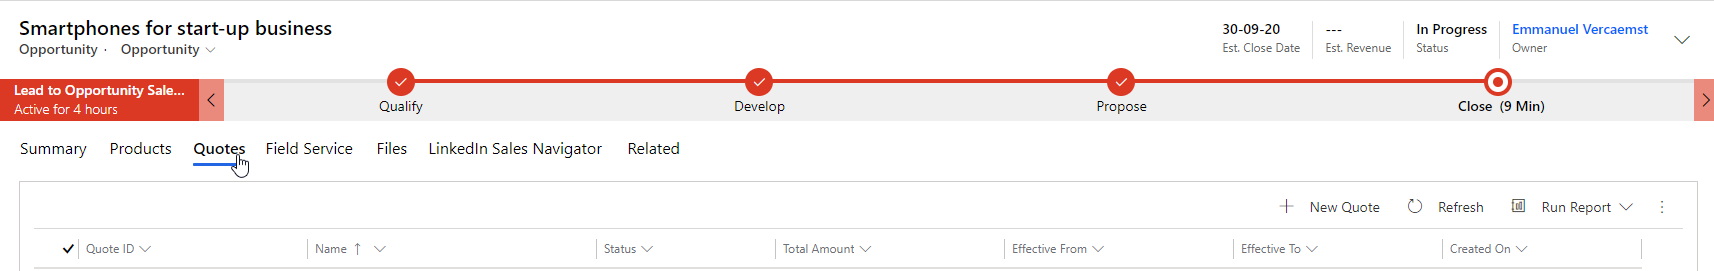 Smartphones for start-up business
Opportunity · Opportunity
30-09-20
Est. Close Date
---
Est. Revenue
In Progress
Status
Emmanuel Vercaemst
Owner
Lead to Opportunity Sale...
Active for 4 hours
Qualify
Develop
Propose
Close (9 Min)
Summary Products Quotes Field Service Files LinkedIn Sales Navigator Related
New Quote Refresh Run Report
Quote ID Name Status Total Amount Effective From Effective To Created On